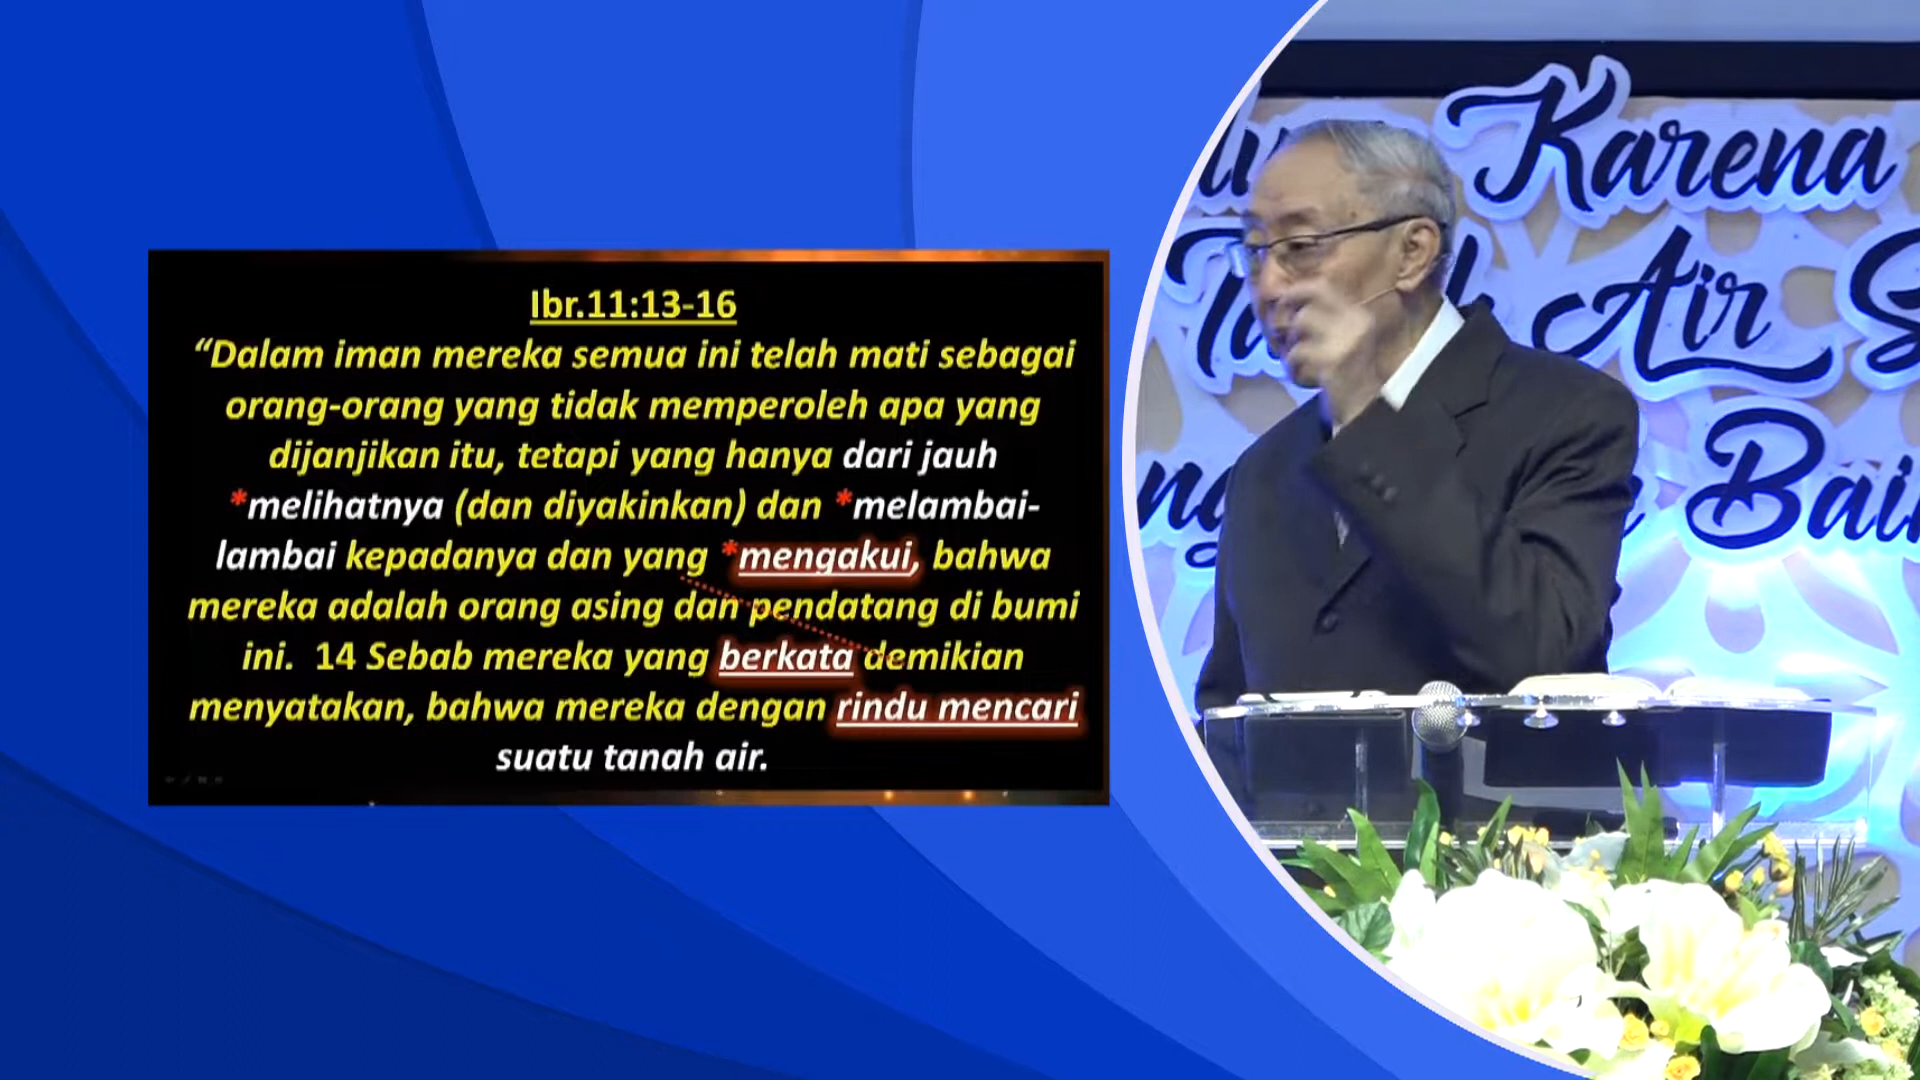 Ibr.11:13-16
“Dalam iman mereka semua ini telah mati sebagai
orang-orang yang tidak memperoleh apa yang
dijanjikan itu, tetapi yang hanya dari jauh
*melihatnya (dan diyakinkan) dan *melambai-
lambai kepadanya dan yang *mengakui, bahwa
mereka adalah orang asing dan pendatang di bumi
ini. 14 Sebab mereka yang berkata demikian
menyatakan, bahwa mereka dengan rindu mencari
suatu tanah air.
Karena
Air